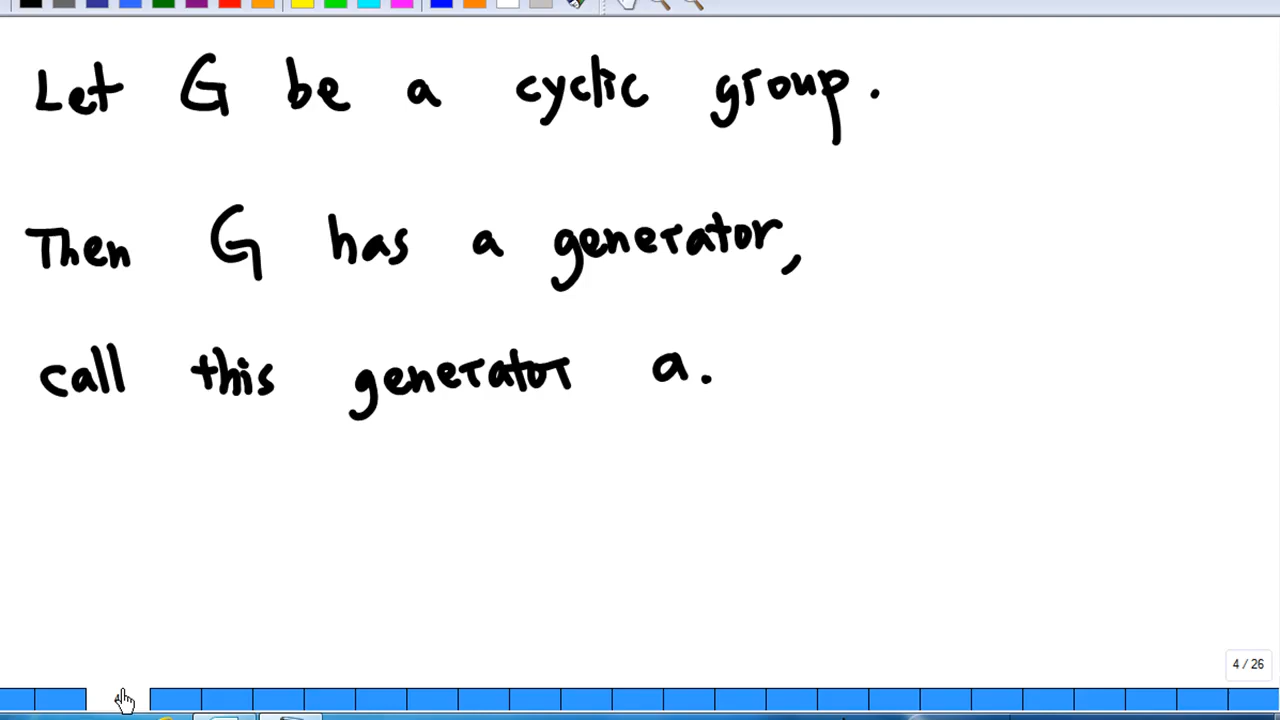 Let G be a cyclic group.
Then G has a generator,
call this generator a.
4 / 26